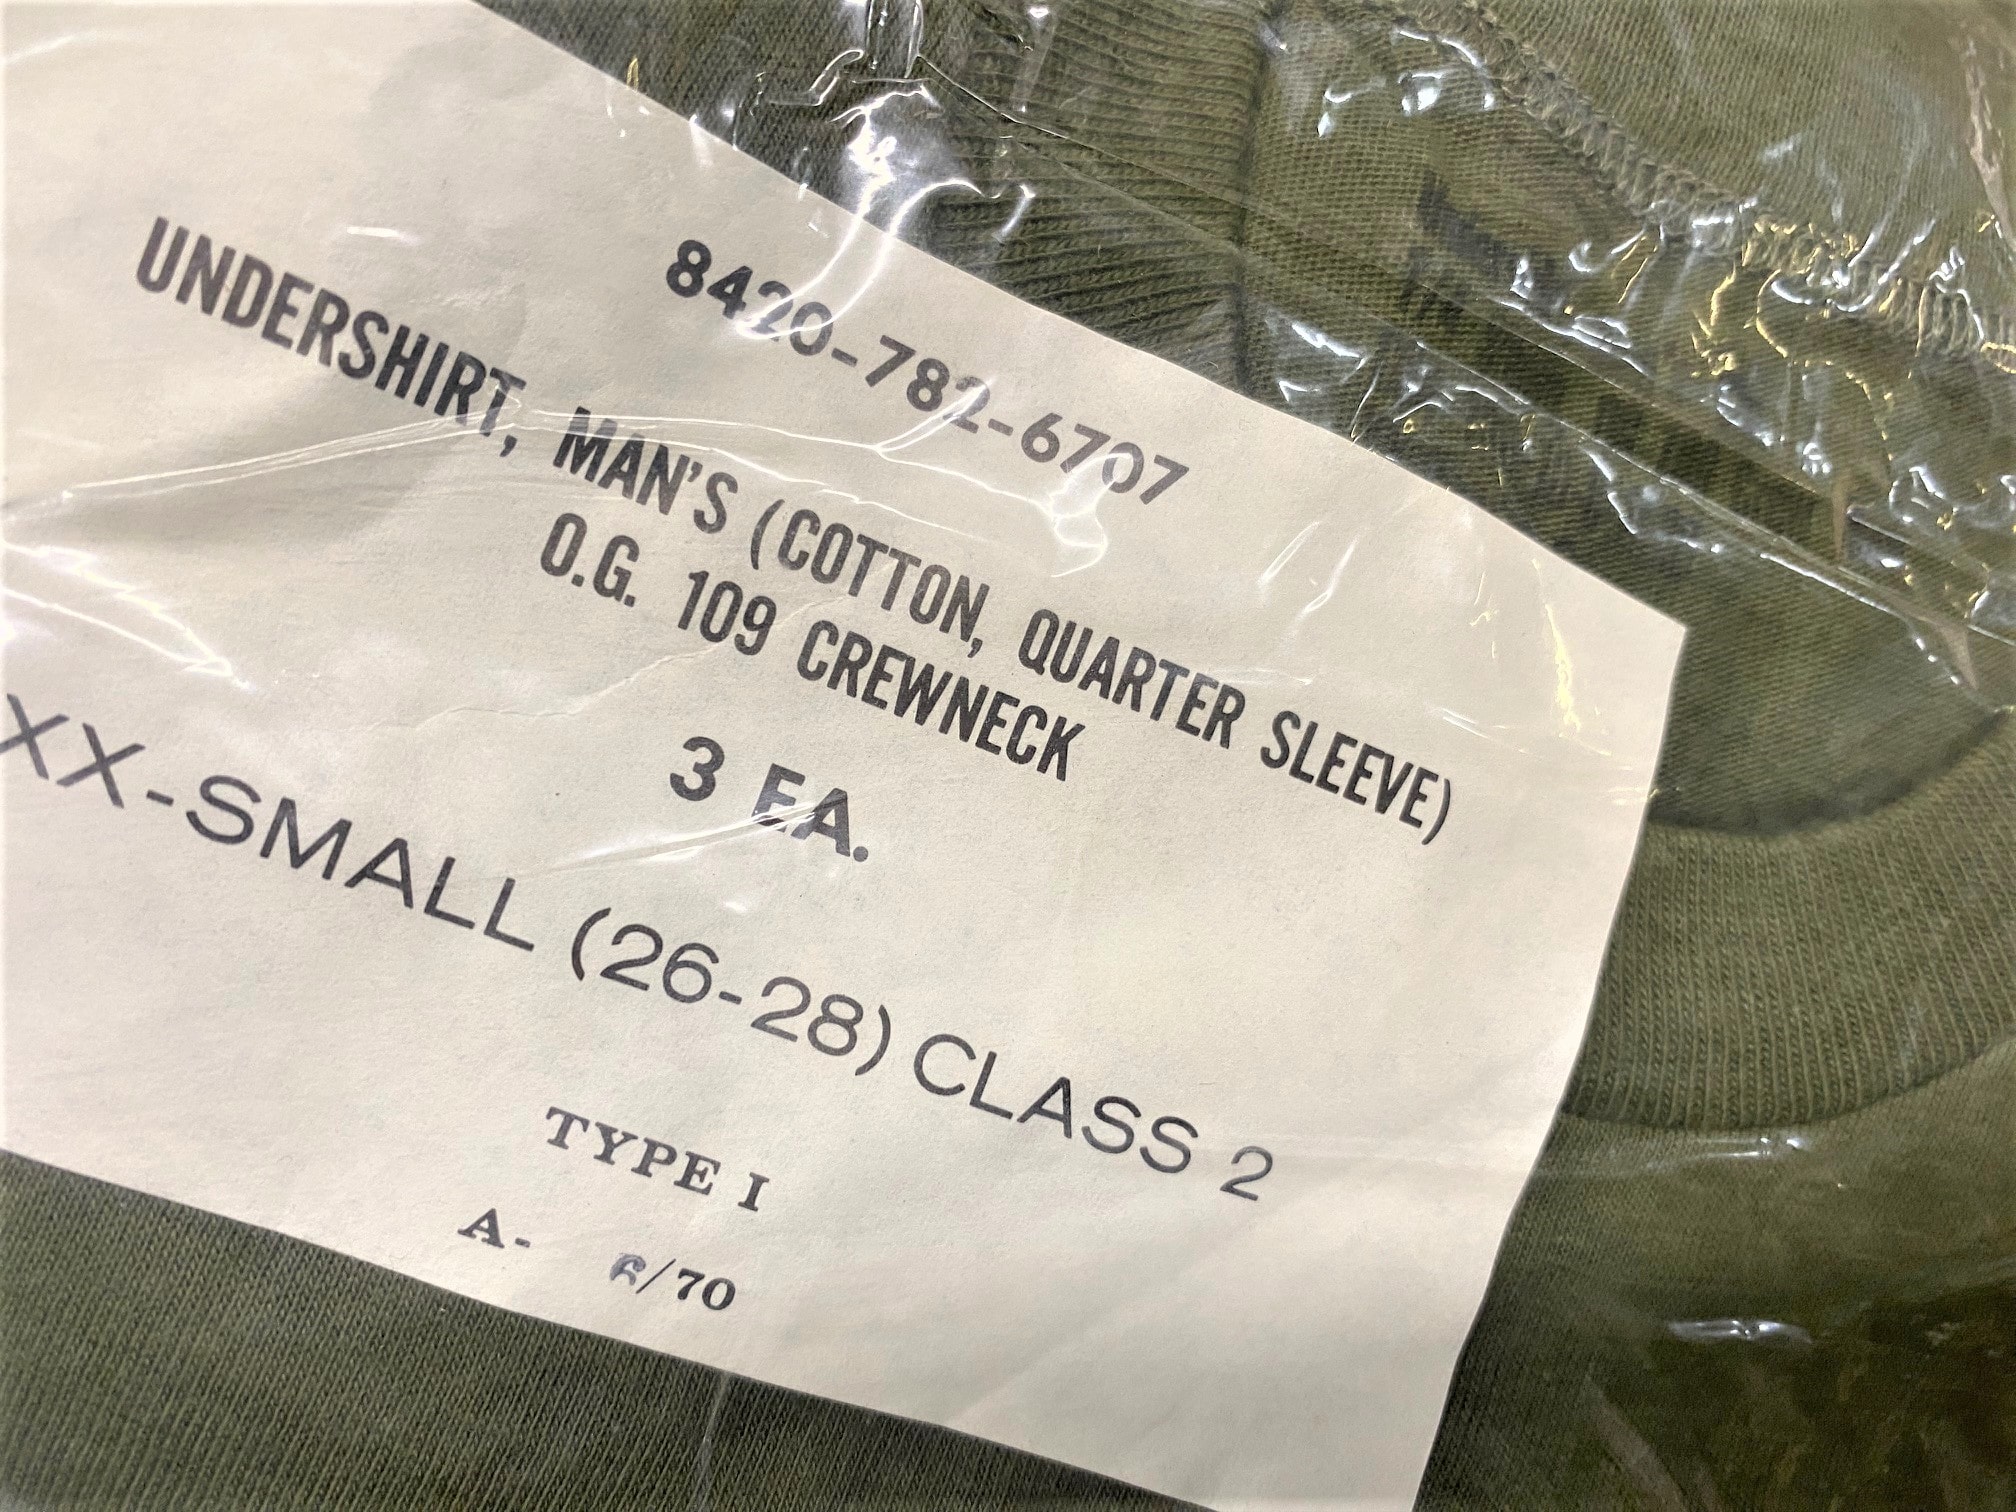 8420-782-6707
UNDERSHIRT, MAN'S (COTTON, QUARTER SLEEVE)
O.G. 109 CREWNECK
3 EA.
XX-SMALL (26-28) CLASS 2
TYPE I
A- 6/70